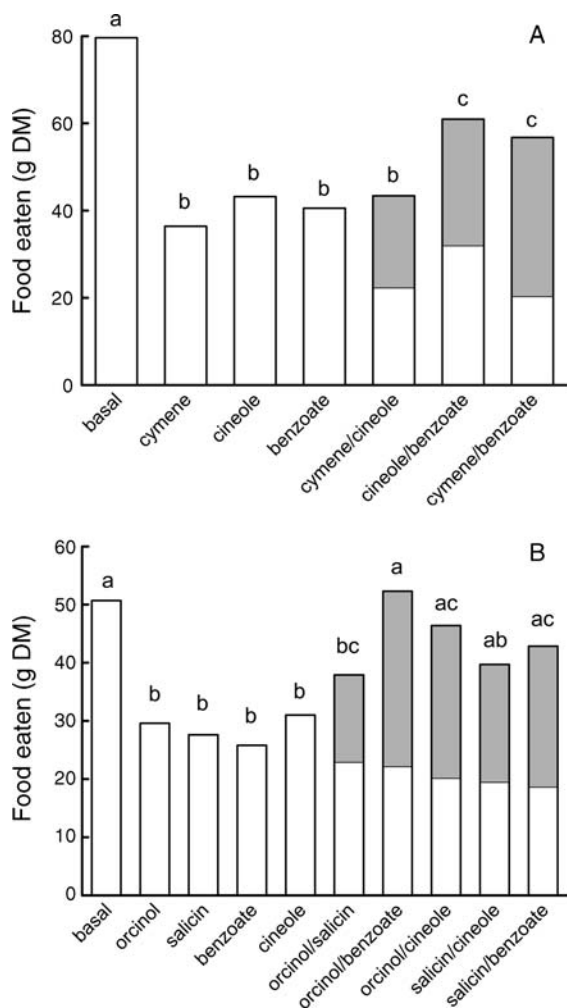 A
Food eaten (g DM)
80
60
40
20
0
a
b
b
b
b
c
c
basal
cymene
cineole
benzoate
cymene/cineole
cineole/benzoate
cymene/benzoate
B
Food eaten (g DM)
60
50
40
30
20
10
0
a
b
b
b
b
bc
a
ac
ab
ac
basal
orcinol
salicin
benzoate
cineole
orcinol/salicin
orcinol/benzoate
orcinol/cineole
salicin/cineole
salicin/benzoate